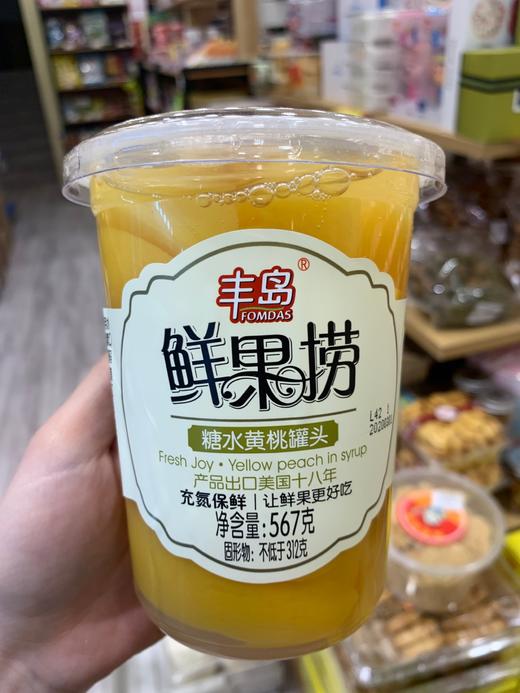 丰岛®
FOMDAS
鲜果捞
糖水黄桃罐头
Fresh Joy · Yellow peach in syrup
产品出口美国十八年
充氮保鲜 | 让鲜果更好吃
净含量: 567克
固形物: 不低于312克
L42